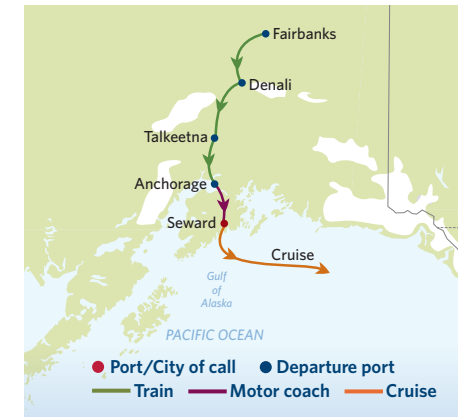 Fairbanks
Denali
Talkeetna
Anchorage
Seward
Cruise
Gulf
of
Alaska
PACIFIC OCEAN
Port/City of call Departure port
Train Motor coach Cruise